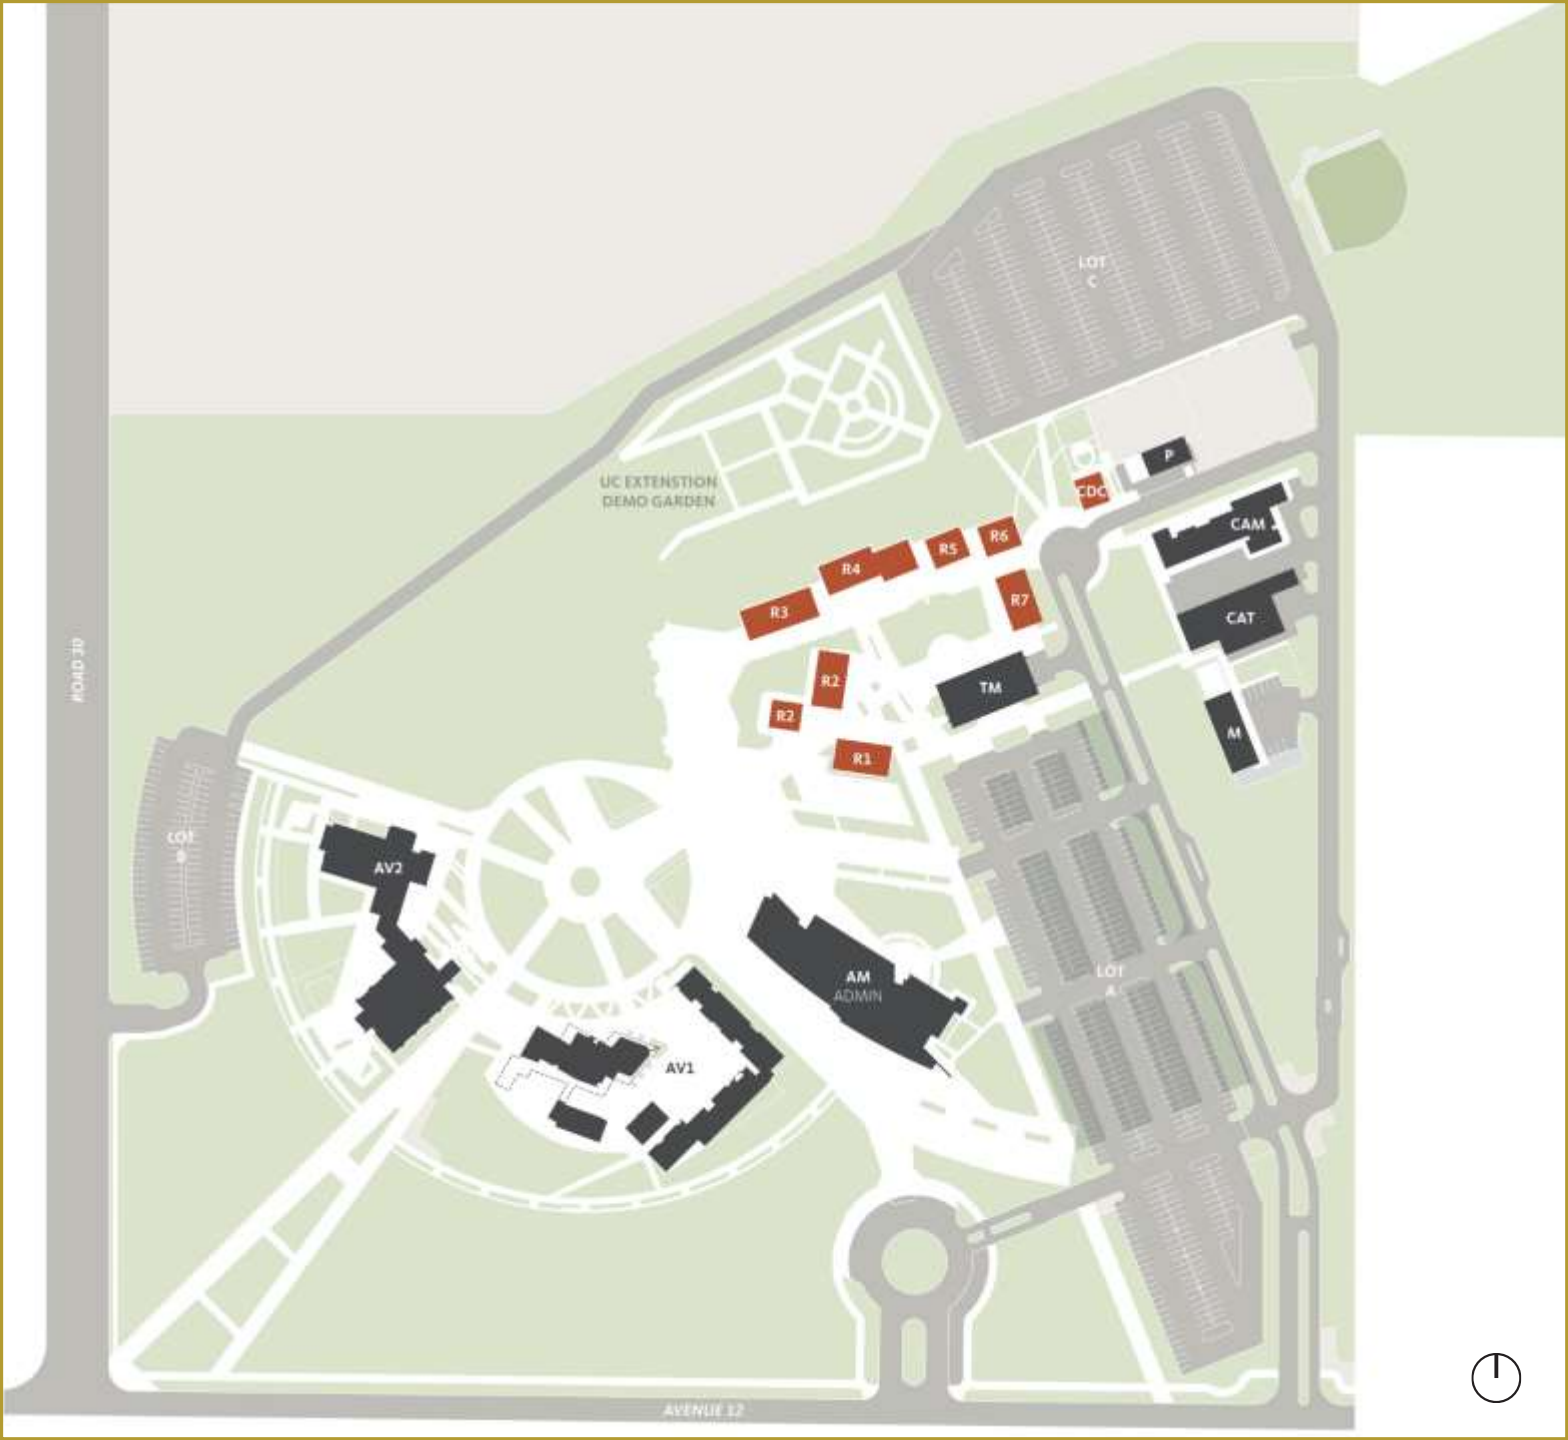 LOT
C
P
UC EXTENSTION
DEMO GARDEN
CDC
CAM
R6
R5
R4
R7
R3
CAT
ROAD 30
R2
TM
R2
M
R1
LOT
B
AV2
LOT
A
AM
ADMIN
AV1
AVENUE 12